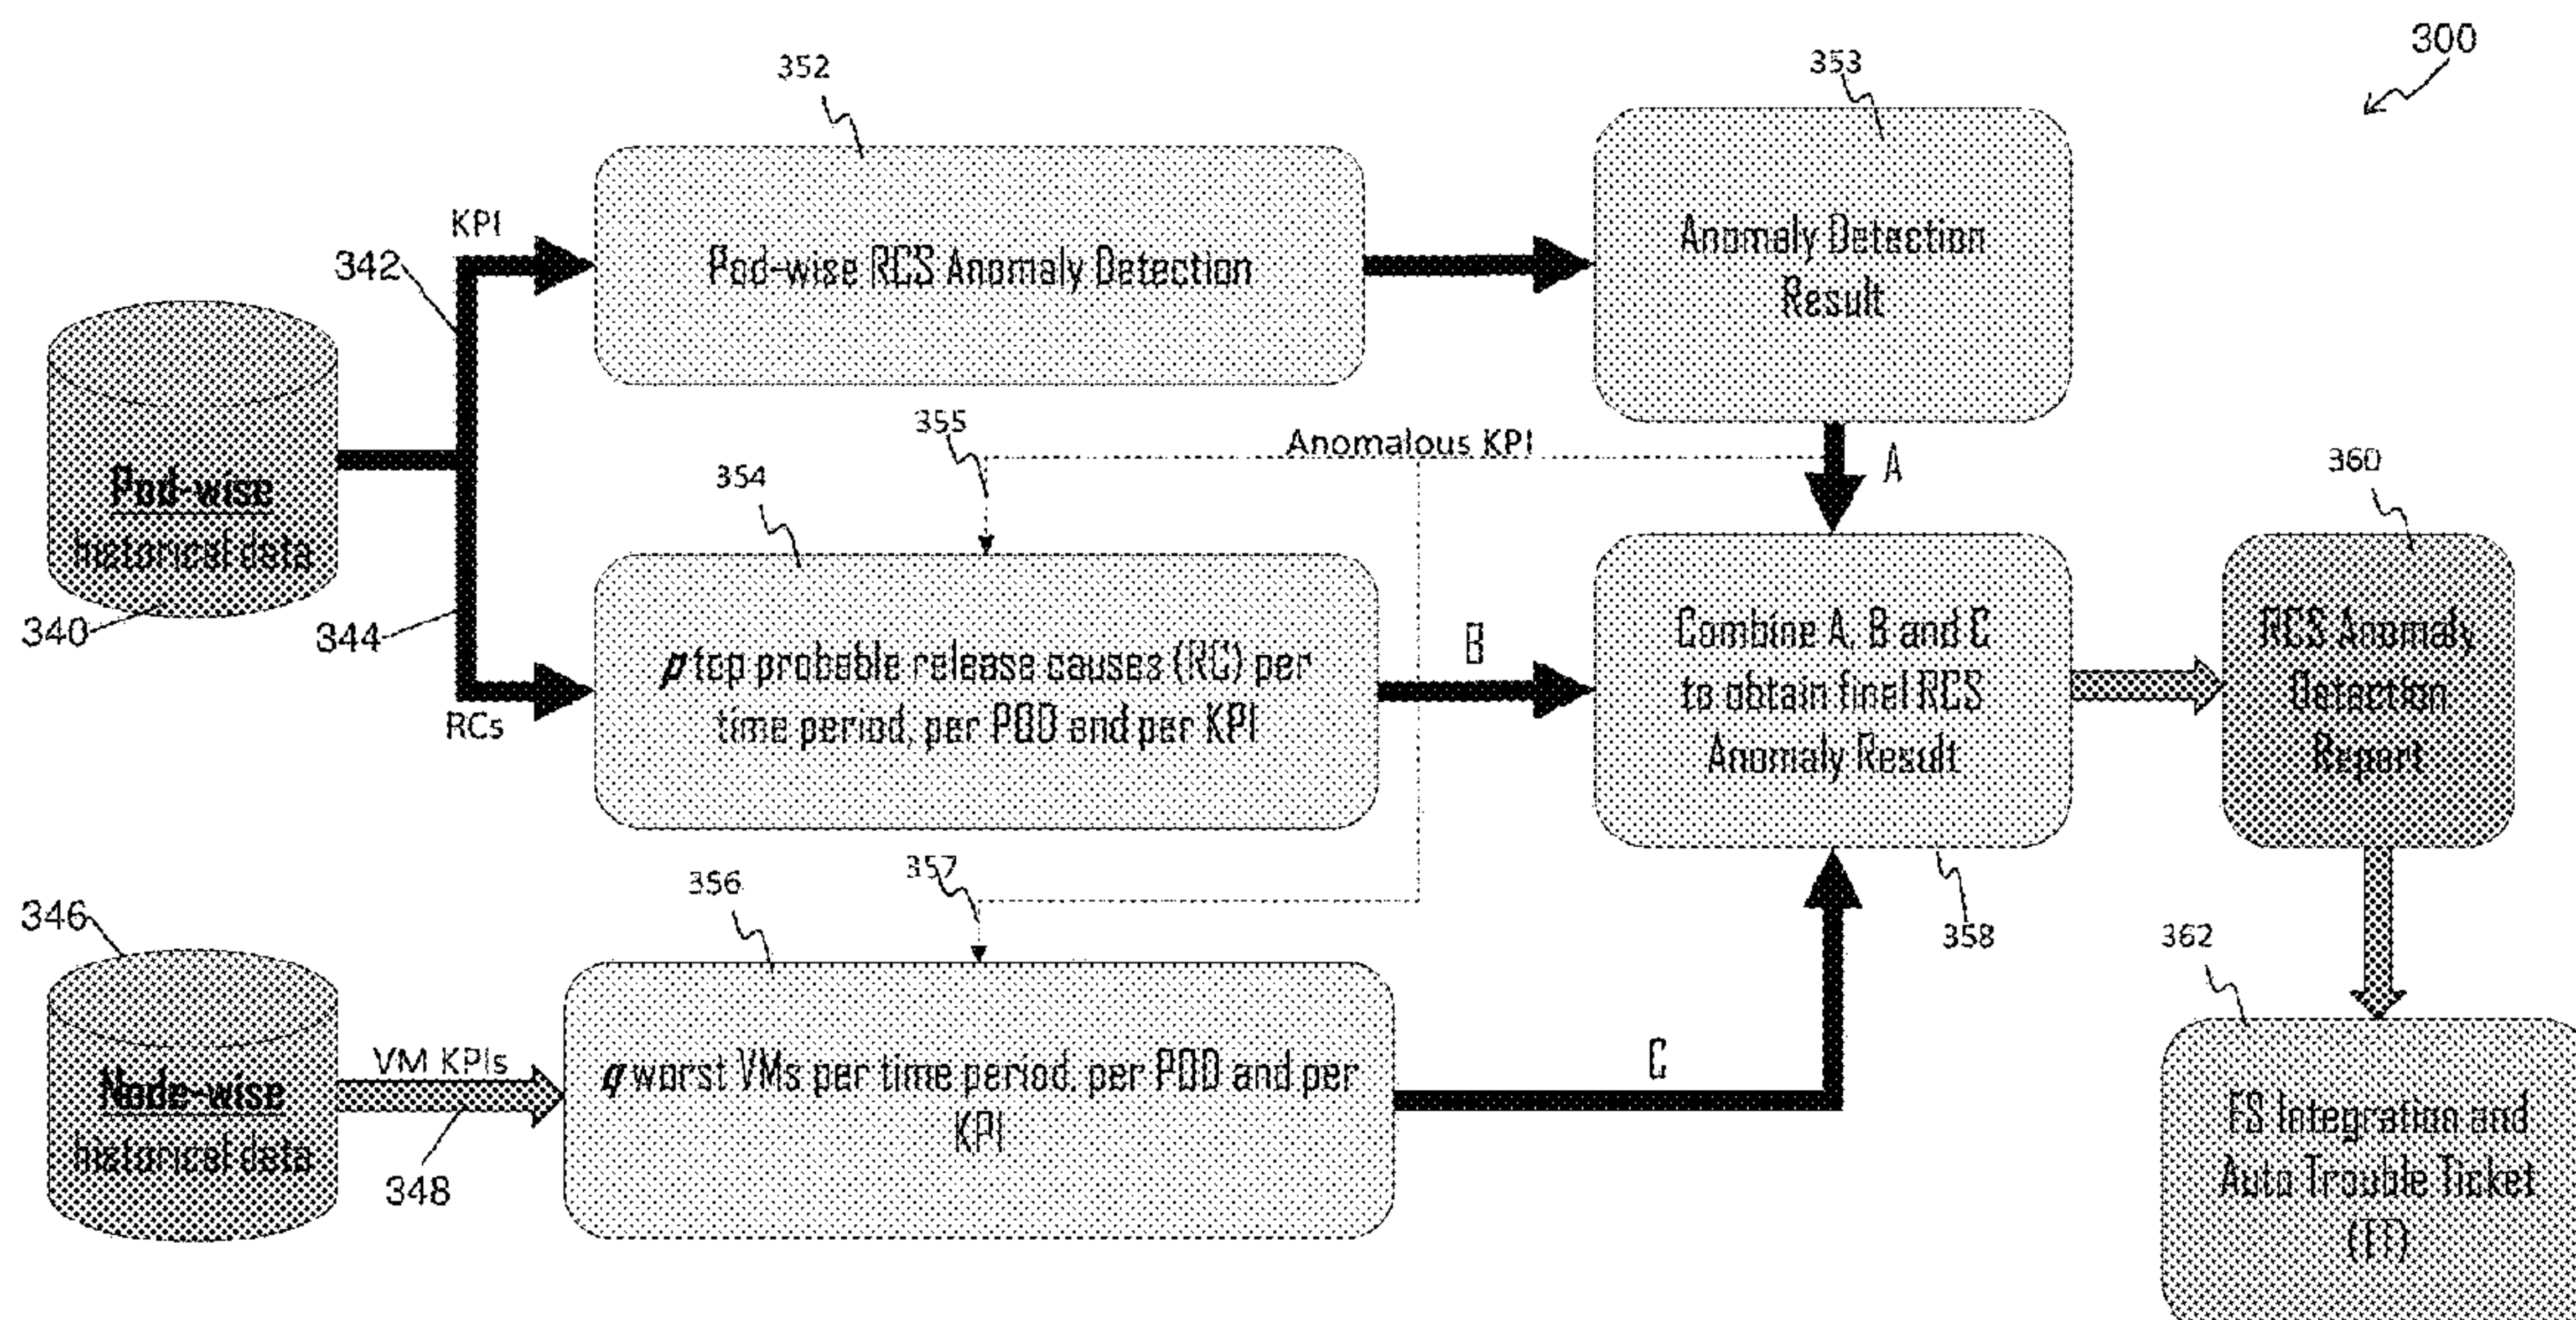 300
352
353
KPI
342
Pod-wise RCS Anomaly Detection
Anomaly Detection
Result
355
Anomalous KPI
A
360
354
Pod-wise
historical data
340
344
RCs
p top probable release causes (RC) per
time period, per POD and per KPI
B
Combine A, B and C
to obtain final RCS
Anomaly Result
RCS Anomaly
Detection
Report
357
356
346
358
362
VM KPIs
Node-wise
historical data
348
q worst VMs per time period, per POD and per
KPI
C
Integration and
Auto Trouble Ticket